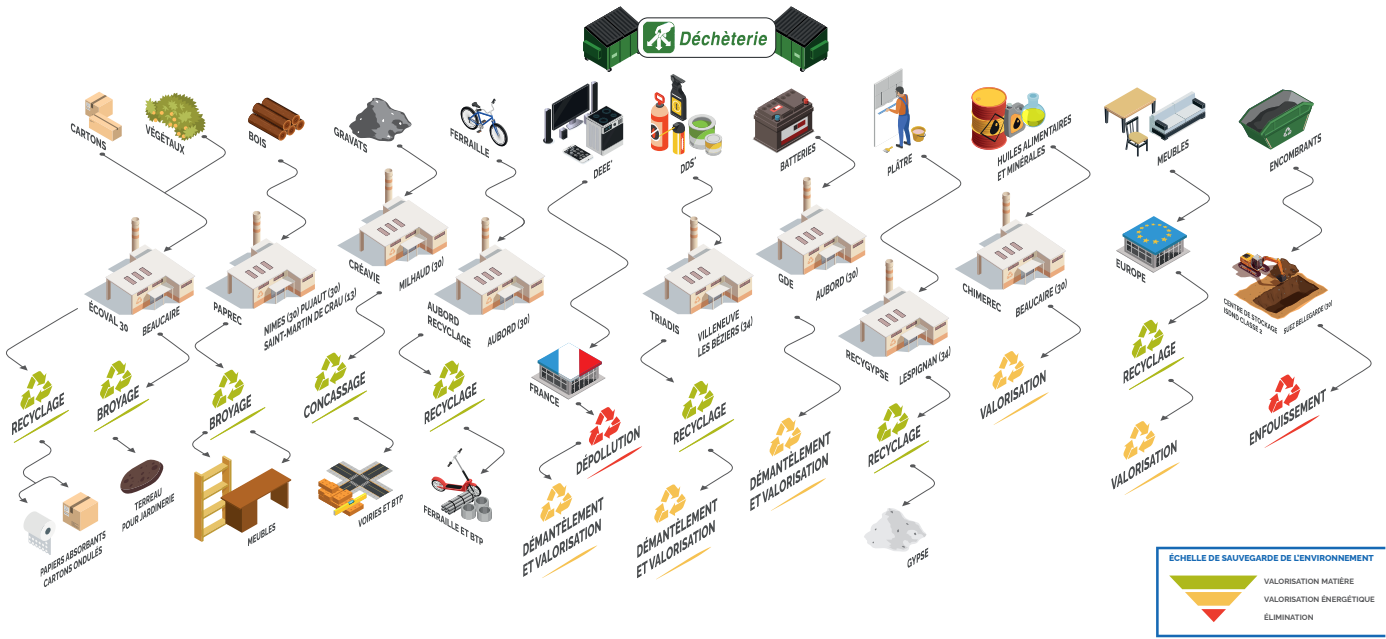 Déchèterie
CARTONS
VÉGÉTAUX
BOIS
GRAVATS
FERRAILLE
DEEE*
DDS*
BATTERIES
PLÂTRE
HUILES ALIMENTAIRES
ET MINÉRALES
MEUBLES
ENCOMBRANTS
ÉCOVAL 30
BEAUCAIRE
PAPREC
NIMES (30) PUJAUT (30)
SAINT-MARTIN DE CRAU (13)
CRÉAVIE
MILHAUD (30)
AUBORD
RECYCLAGE
AUBORD (30)
FRANCE
TRIADIS
VILLENEUVE
LES BÉZIERS (34)
GDE
AUBORD (30)
RECYGYPSE
LESPIGNAN (34)
CHIMEREC
BEAUCAIRE (30)
EUROPE
CENTRE DE STOCKAGE
ISDND CLASSE 2
SUEZ BELLEGARDE (30)
RECYCLAGE
BROYAGE
BROYAGE
CONCASSAGE
RECYCLAGE
DÉPOLLUTION
RECYCLAGE
DÉMANTÈLEMENT
ET VALORISATION
RECYCLAGE
VALORISATION
RECYCLAGE
VALORISATION
ENFOUISSEMENT
PAPIERS ABSORBANTS
CARTONS ONDULÉS
TERREAU
POUR JARDINERIE
MEUBLES
VOIRIES ET BTP
FERRAILLE ET BTP
DÉMANTÈLEMENT
ET VALORISATION
DÉMANTÈLEMENT
ET VALORISATION
GYPSE
ÉCHELLE DE SAUVEGARDE DE L'ENVIRONNEMENT
VALORISATION MATIÈRE
VALORISATION ÉNERGÉTIQUE
ÉLIMINATION